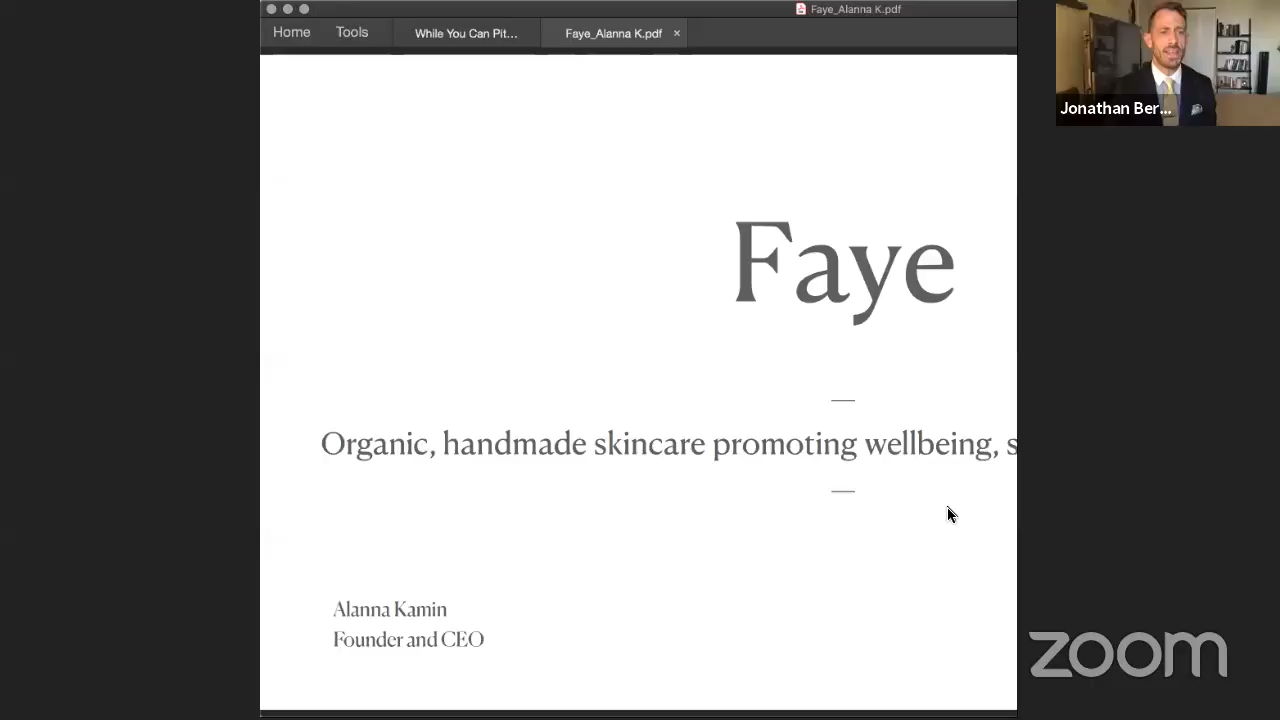 Faye_Alanna K.pdf
Home Tools While You Can Pit... Faye_Alanna K.pdf ×
Jonathan Ber...
Faye
Organic, handmade skincare promoting wellbeing, s
Alanna Kamin
Founder and CEO
zoom